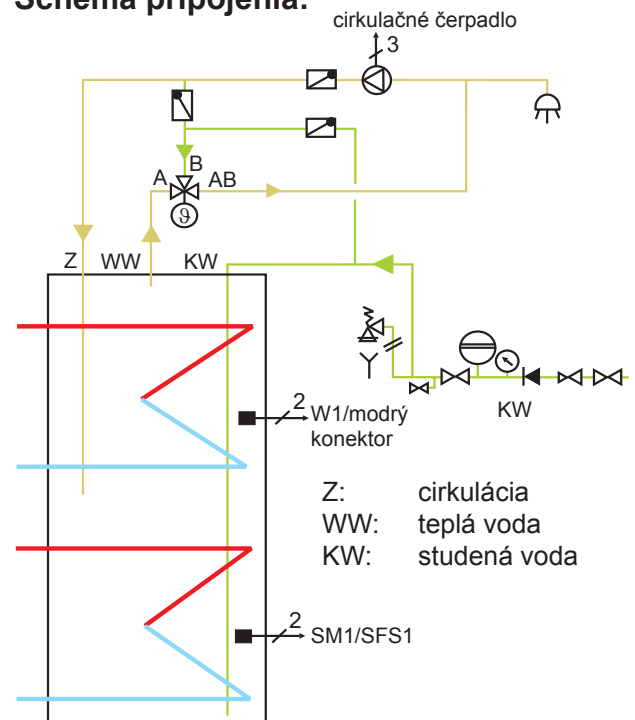 Schéma pripojenia:
cirkulačné čerpadlo
3
B
A
AB
ϑ
Z
WW
KW
2
W1/modrý
konektor
KW
Z: cirkulácia
WW: teplá voda
KW: studená voda
2
SM1/SFS1